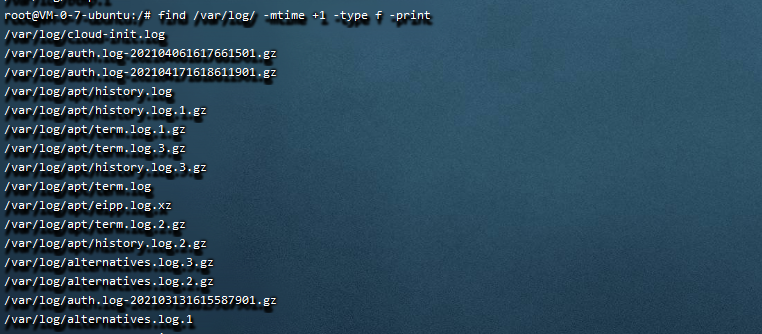 root@VM-0-7-ubuntu:/# find /var/log/ -mtime +1 -type f -print
/var/log/cloud-init.log
/var/log/auth.log-202104061617661501.gz
/var/log/auth.log-202104171618611901.gz
/var/log/apt/history.log
/var/log/apt/history.log.1.gz
/var/log/apt/term.log.1.gz
/var/log/apt/term.log.3.gz
/var/log/apt/history.log.3.gz
/var/log/apt/term.log
/var/log/apt/eipp.log.xz
/var/log/apt/term.log.2.gz
/var/log/apt/history.log.2.gz
/var/log/alternatives.log.3.gz
/var/log/alternatives.log.2.gz
/var/log/auth.log-202103131615587901.gz
/var/log/alternatives.log.1